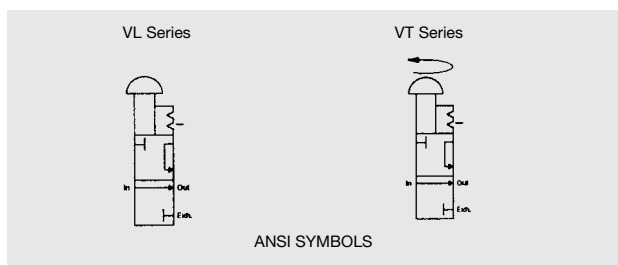 VL Series VT Series
In Out In Out
Exh. Exh.
ANSI SYMBOLS